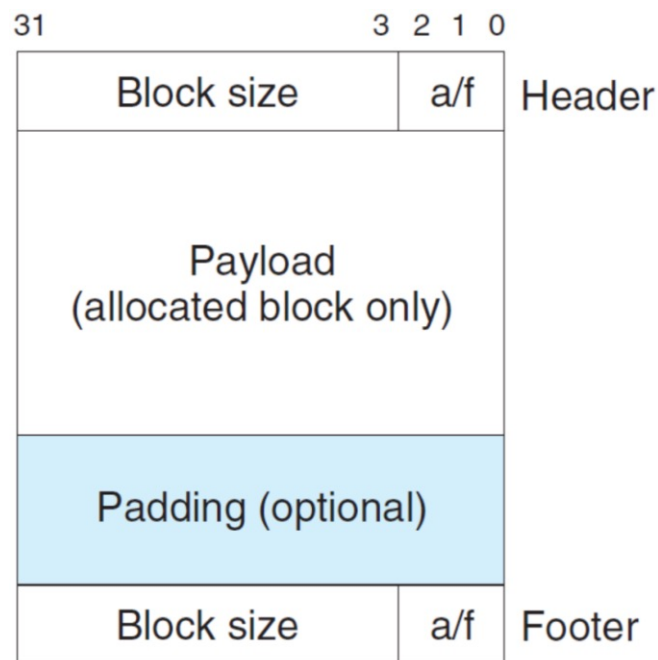 31 3 2 1 0
Block size a/f Header
Payload
(allocated block only)
Padding (optional)
Block size a/f Footer